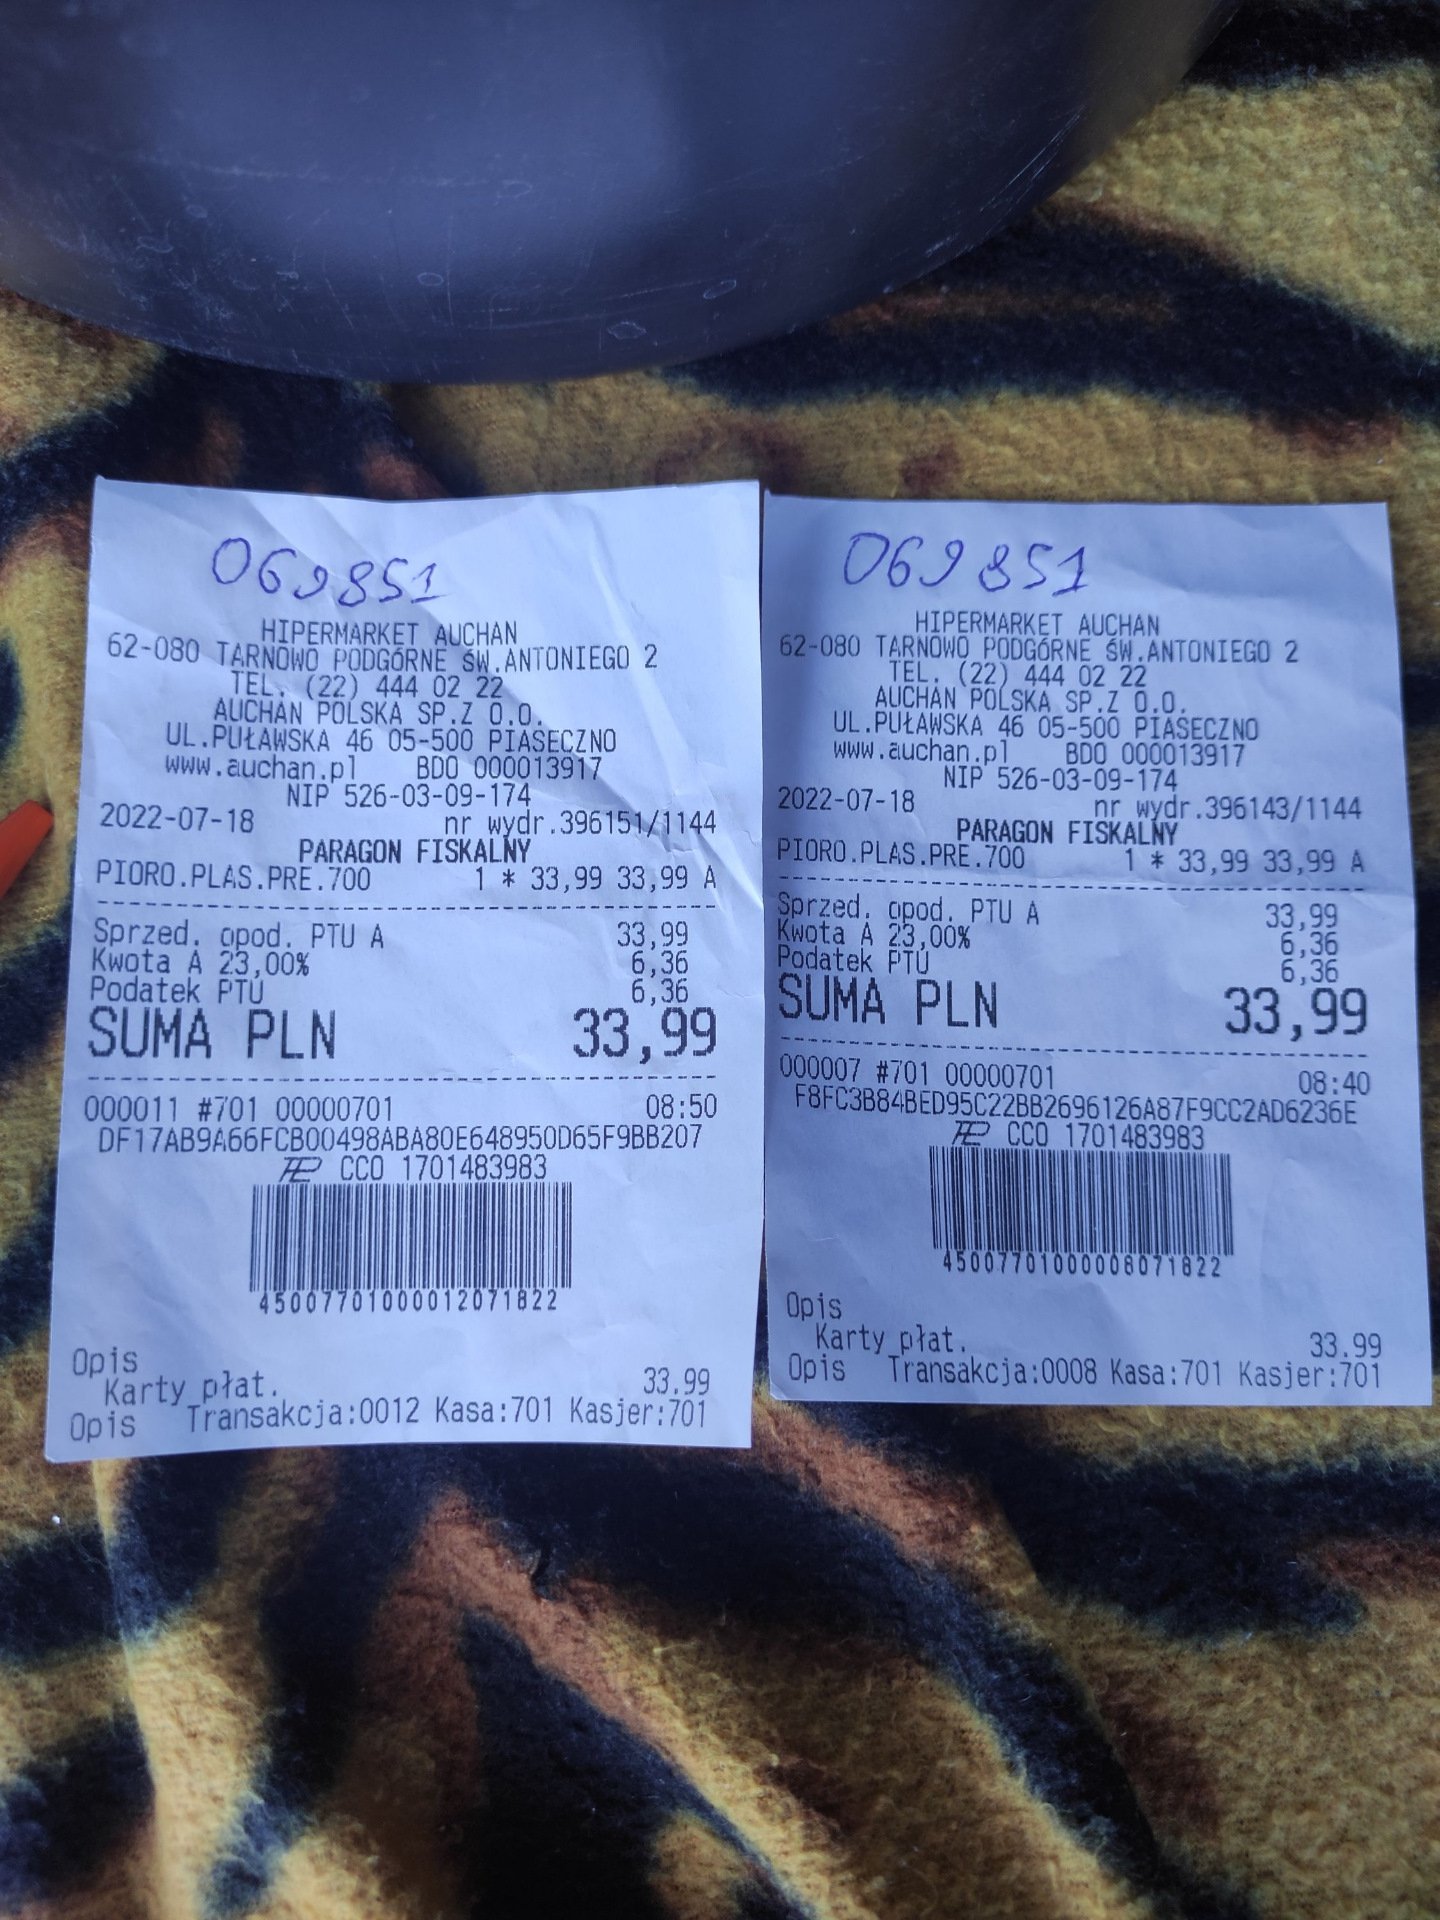 069851
HIPERMARKET AUCHAN
62-080 TARNOWO PODGÓRNE ŚW.ANTONIEGO 2
TEL. (22) 444 02 22
AUCHAN POLSKA SP.Z O.O.
UL.PUŁAWSKA 46 05-500 PIASECZNO
www.auchan.pl BDO 000013917
NIP 526-03-09-174
2022-07-18 nr wydr.396151/1144
PARAGON FISKALNY
PIORO.PLAS.PRE.700 1 * 33,99 33,99 A
Sprzed. opod. PTU A 33,99
Kwota A 23,00% 6,36
Podatek PTU 6,36
SUMA PLN 33,99
000011 #701 00000701 08:50
DF17AB9A66FCB00498ABA80E648950D65F9BB207
CCO 1701483983
45007701000012071822
Opis
Karty płat. 33.99
Opis Transakcja:0012 Kasa:701 Kasjer:701
069851
HIPERMARKET AUCHAN
62-080 TARNOWO PODGÓRNE ŚW.ANTONIEGO 2
TEL. (22) 444 02 22
AUCHAN POLSKA SP.Z O.O.
UL.PUŁAWSKA 46 05-500 PIASECZNO
www.auchan.pl BDO 000013917
NIP 526-03-09-174
2022-07-18 nr wydr.396143/1144
PARAGON FISKALNY
PIORO.PLAS.PRE.700 1 * 33,99 33,99 A
Sprzed. opod. PTU A 33,99
Kwota A 23,00% 6,36
Podatek PTU 6,36
SUMA PLN 33,99
000007 #701 00000701 08:40
F8FC3B84BED95C22BB2696126A87F9CC2AD6236E
CCO 1701483983
45007701000008071822
Opis
Karty płat. 33.99
Opis Transakcja:0008 Kasa:701 Kasjer:701